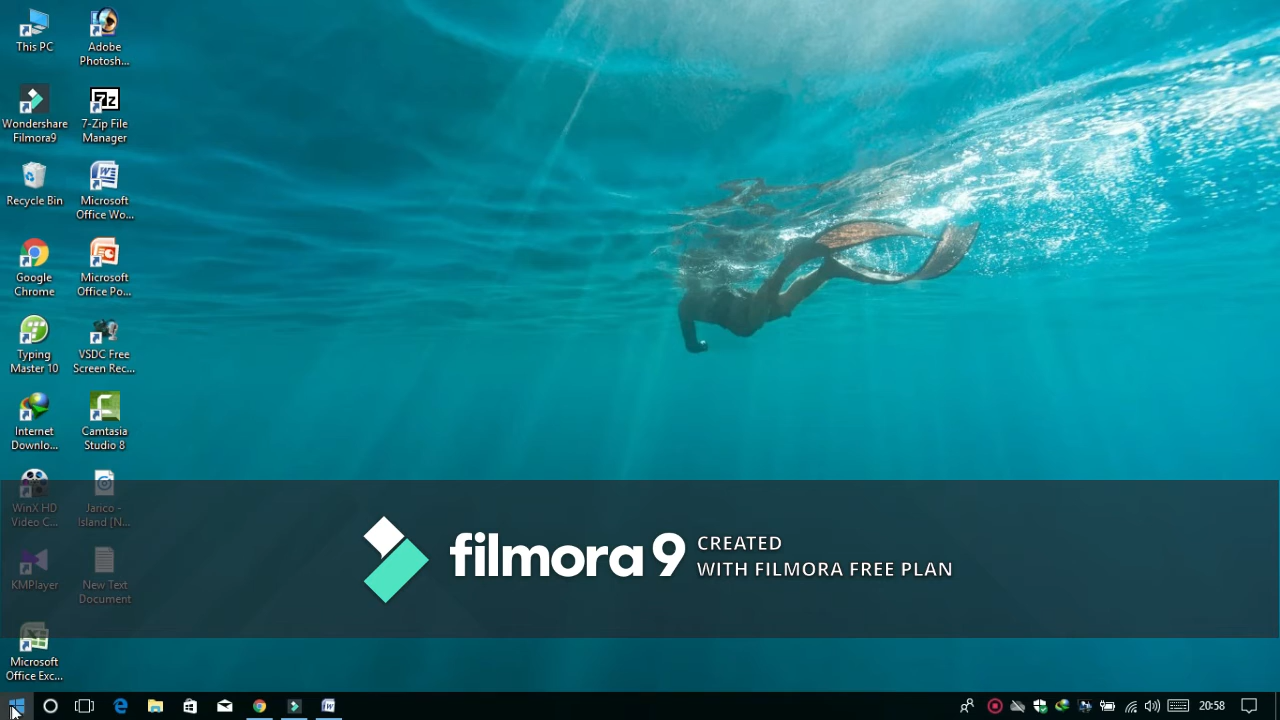 This PC
Adobe
Photosh...
Wondershare
Filmora9
7z
7-Zip File
Manager
Recycle Bin
Microsoft
Office Wo...
Google
Chrome
Microsoft
Office Po...
Typing
Master 10
VSDC Free
Screen Rec...
Internet
Downlo...
Camtasia
Studio 8
WinX HD
Video C...
Jarico -
Island [N...
KMPlayer
New Text
Document
filmora9
CREATED
WITH FILMORA FREE PLAN
Microsoft
Office Exc...
20:58